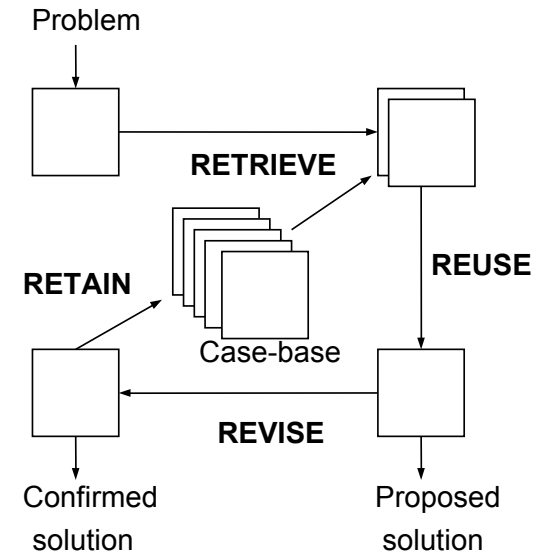 Problem
RETRIEVE
REUSE
RETAIN
Case-base
REVISE
Confirmed
solution
Proposed
solution